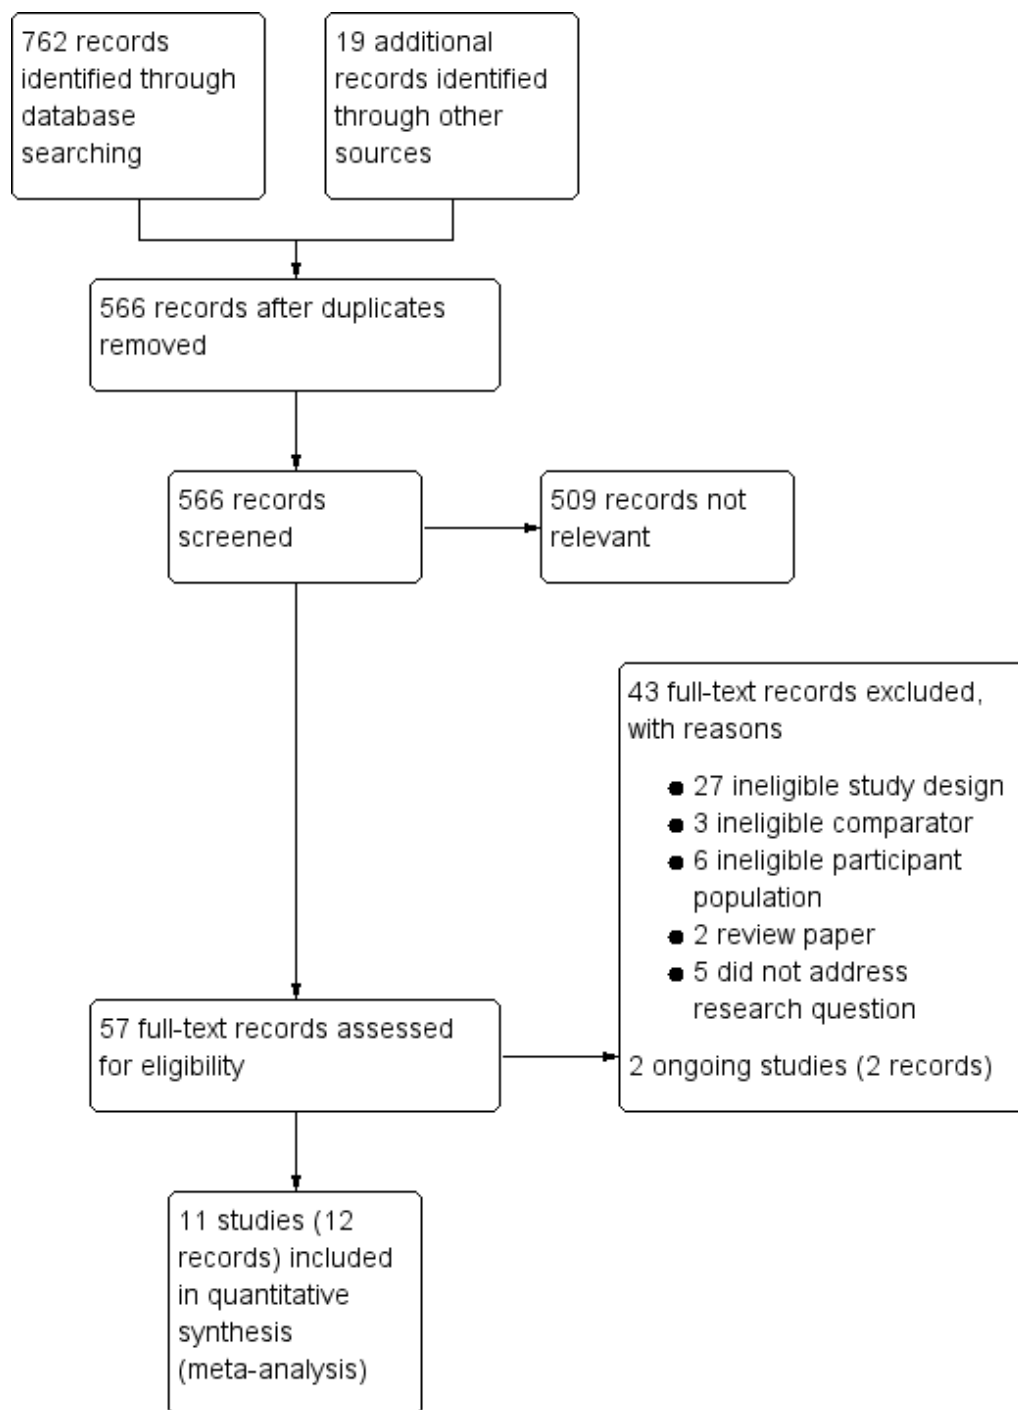 762 records
identified through
database
searching
19 additional
records identified
through other
sources
566 records after duplicates
removed
566 records
screened
509 records not
relevant
43 full-text records excluded,
with reasons
● 27 ineligible study design
● 3 ineligible comparator
● 6 ineligible participant
population
● 2 review paper
● 5 did not address
research question
2 ongoing studies (2 records)
57 full-text records assessed
for eligibility
11 studies (12
records) included
in quantitative
synthesis
(meta-analysis)